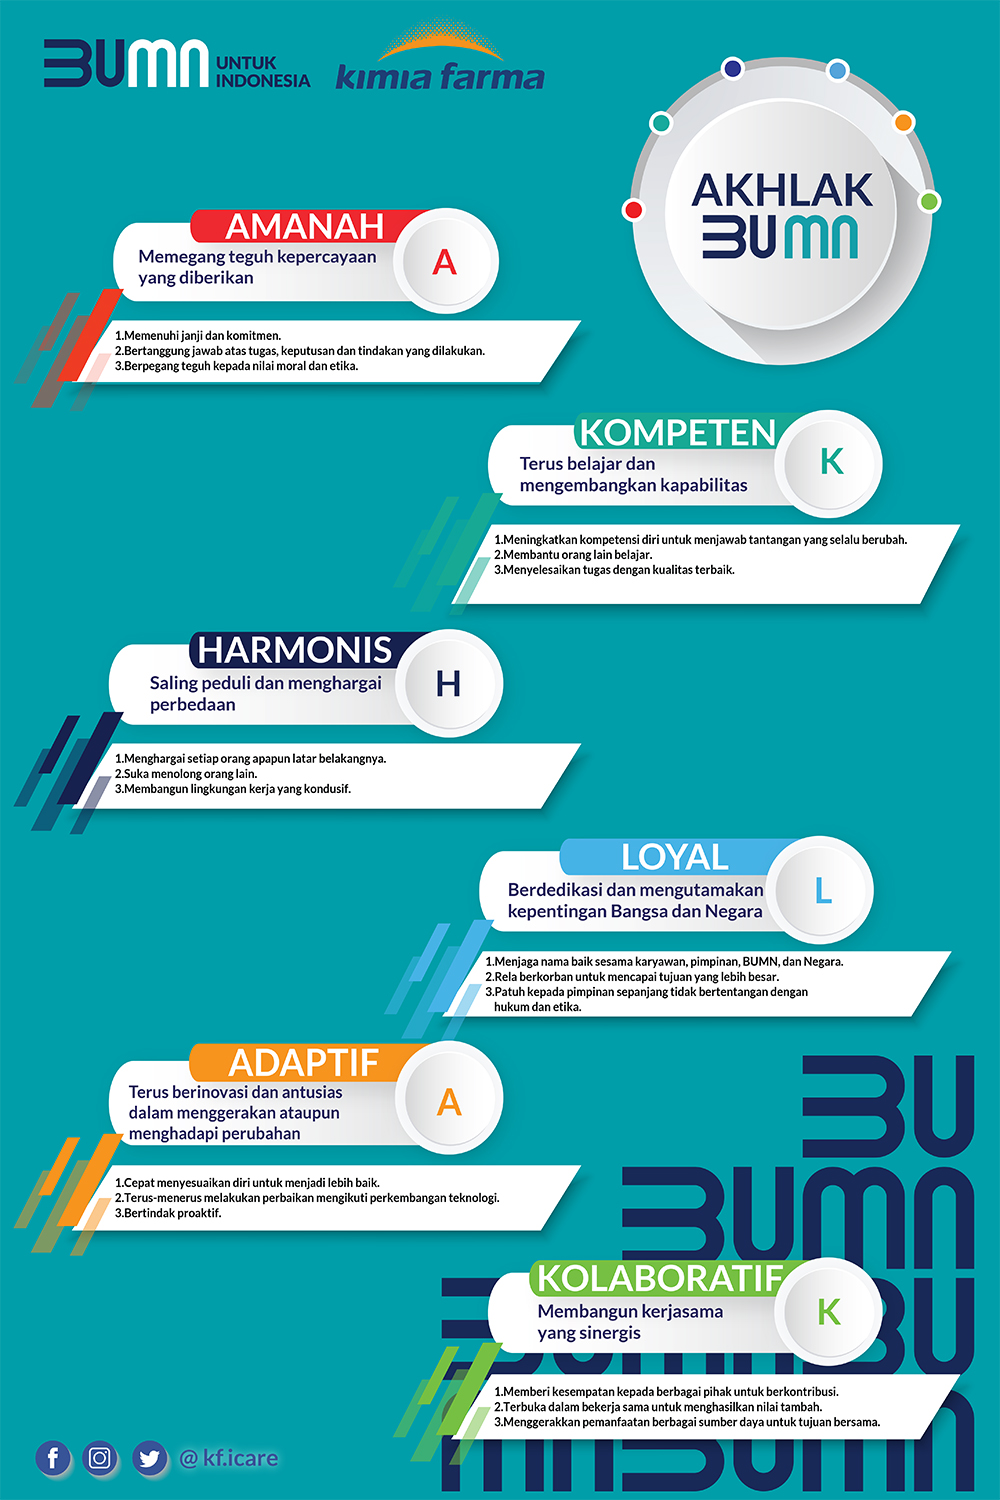 BUMN UNTUK
INDONESIA
kimia farma
AKHLAK
BUMN
AMANAH
Memegang teguh kepercayaan
yang diberikan
A
1.Memenuhi janji dan komitmen.
2.Bertanggung jawab atas tugas, keputusan dan tindakan yang dilakukan.
3.Berpegang teguh kepada nilai moral dan etika.
KOMPETEN
Terus belajar dan
mengembangkan kapabilitas
K
1.Meningkatkan kompetensi diri untuk menjawab tantangan yang selalu berubah.
2.Membantu orang lain belajar.
3.Menyelesaikan tugas dengan kualitas terbaik.
HARMONIS
Saling peduli dan menghargai
perbedaan
H
1.Menghargai setiap orang apapun latar belakangnya.
2.Suka menolong orang lain.
3.Membangun lingkungan kerja yang kondusif.
LOYAL
Berdedikasi dan mengutamakan
kepentingan Bangsa dan Negara
L
1.Menjaga nama baik sesama karyawan, pimpinan, BUMN, dan Negara.
2.Rela berkorban untuk mencapai tujuan yang lebih besar.
3.Patuh kepada pimpinan sepanjang tidak bertentangan dengan
hukum dan etika.
ADAPTIF
Terus berinovasi dan antusias
dalam menggerakan ataupun
menghadapi perubahan
A
1.Cepat menyesuaikan diri untuk menjadi lebih baik.
2.Terus-menerus melakukan perbaikan mengikuti perkembangan teknologi.
3.Bertindak proaktif.
BU
BUMN
BUMNBU
KOLABORATIF
Membangun kerjasama
yang sinergis
K
1.Memberi kesempatan kepada berbagai pihak untuk berkontribusi.
2.Terbuka dalam bekerja sama untuk menghasilkan nilai tambah.
3.Menggerakkan pemanfaatan berbagai sumber daya untuk tujuan bersama.
MNBUMN
@kf.icare